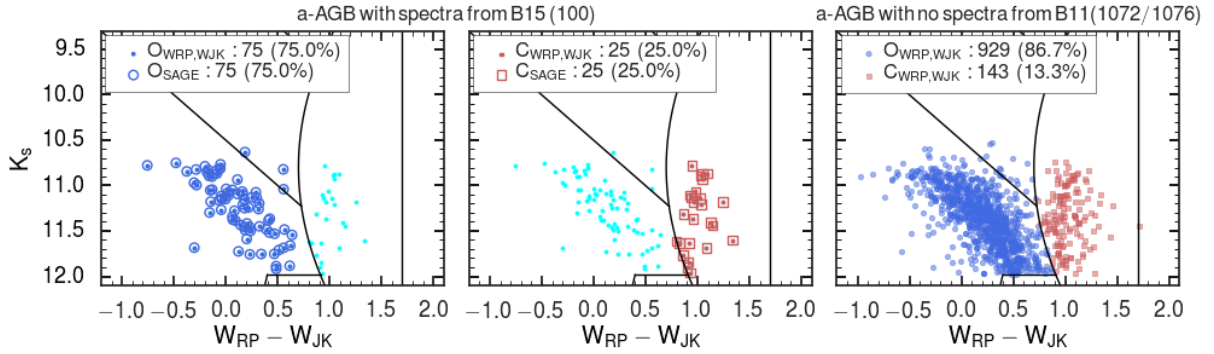 a-AGB with spectra from B15 (100)
a-AGB with no spectra from B11(1072/1076)
O_WRP,WJK : 75 (75.0%)
O_SAGE : 75 (75.0%)
C_WRP,WJK : 25 (25.0%)
C_SAGE : 25 (25.0%)
O_WRP,WJK : 929 (86.7%)
C_WRP,WJK : 143 (13.3%)
9.5
10.0
10.5
11.0
11.5
12.0
K_s
−1.0 −0.5 0.0 0.5 1.0 1.5 2.0
−1.0 −0.5 0.0 0.5 1.0 1.5 2.0
−1.0 −0.5 0.0 0.5 1.0 1.5 2.0
W_RP − W_JK
W_RP − W_JK
W_RP − W_JK